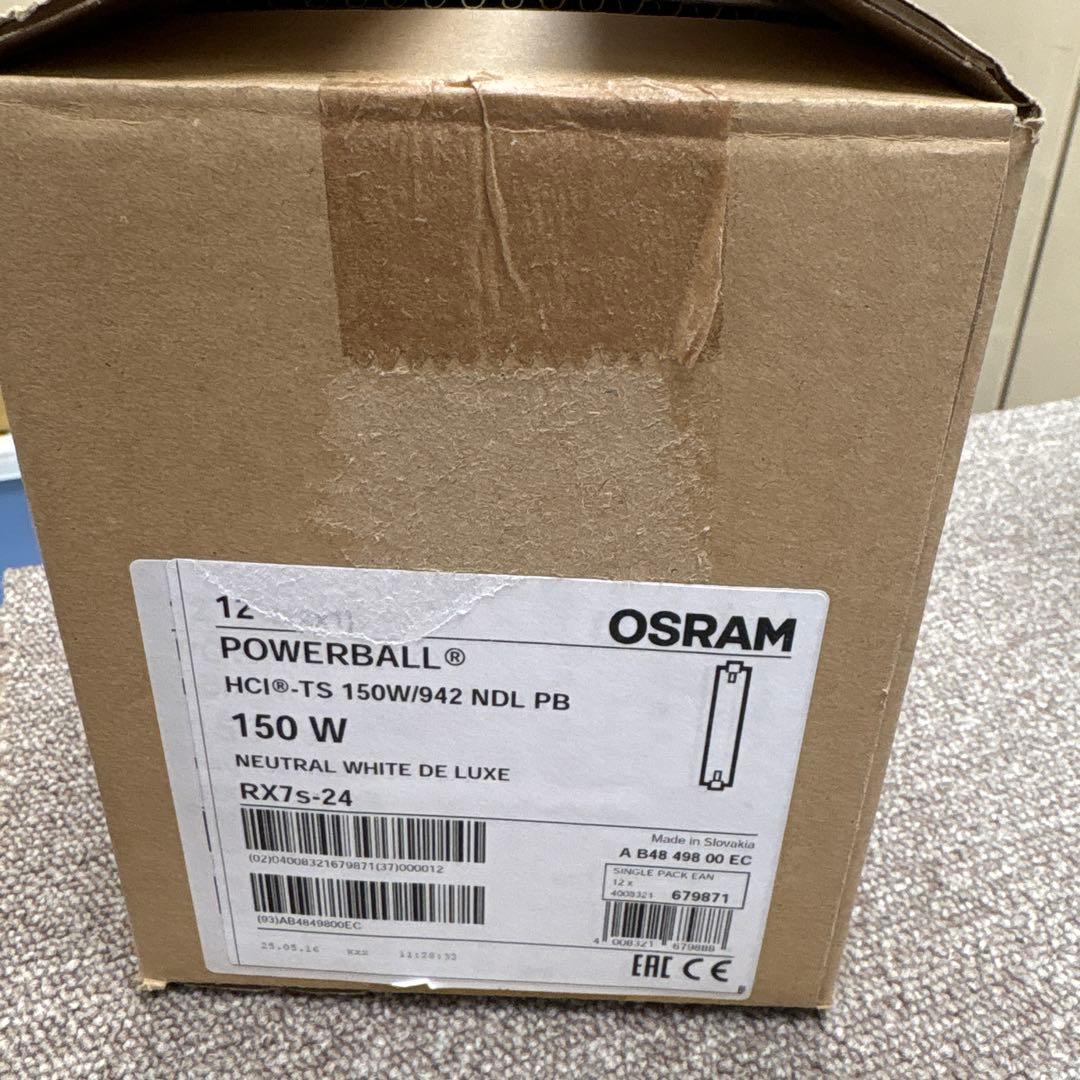 12
OSRAM
POWERBALL®
HCI®-TS 150W/942 NDL PB
150 W
NEUTRAL WHITE DE LUXE
RX7s-24
(02)04008321679871(37)000012
(93)AB4849800EC
25.05.16 11:28:32
Made in Slovakia
A B48 498 00 EC
SINGLE PACK EAN
12 x
4008321 679871
4 008321 679888
EAC CE